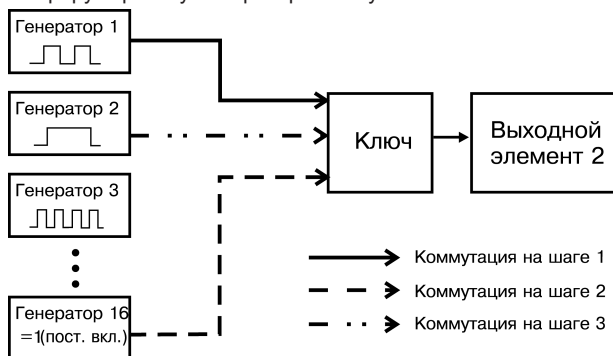 Генератор 1
Генератор 2
Генератор 3
Генератор 16
=1(пост. вкл.)
Ключ
Выходной
элемент 2
Коммутация на шаге 1
Коммутация на шаге 2
Коммутация на шаге 3